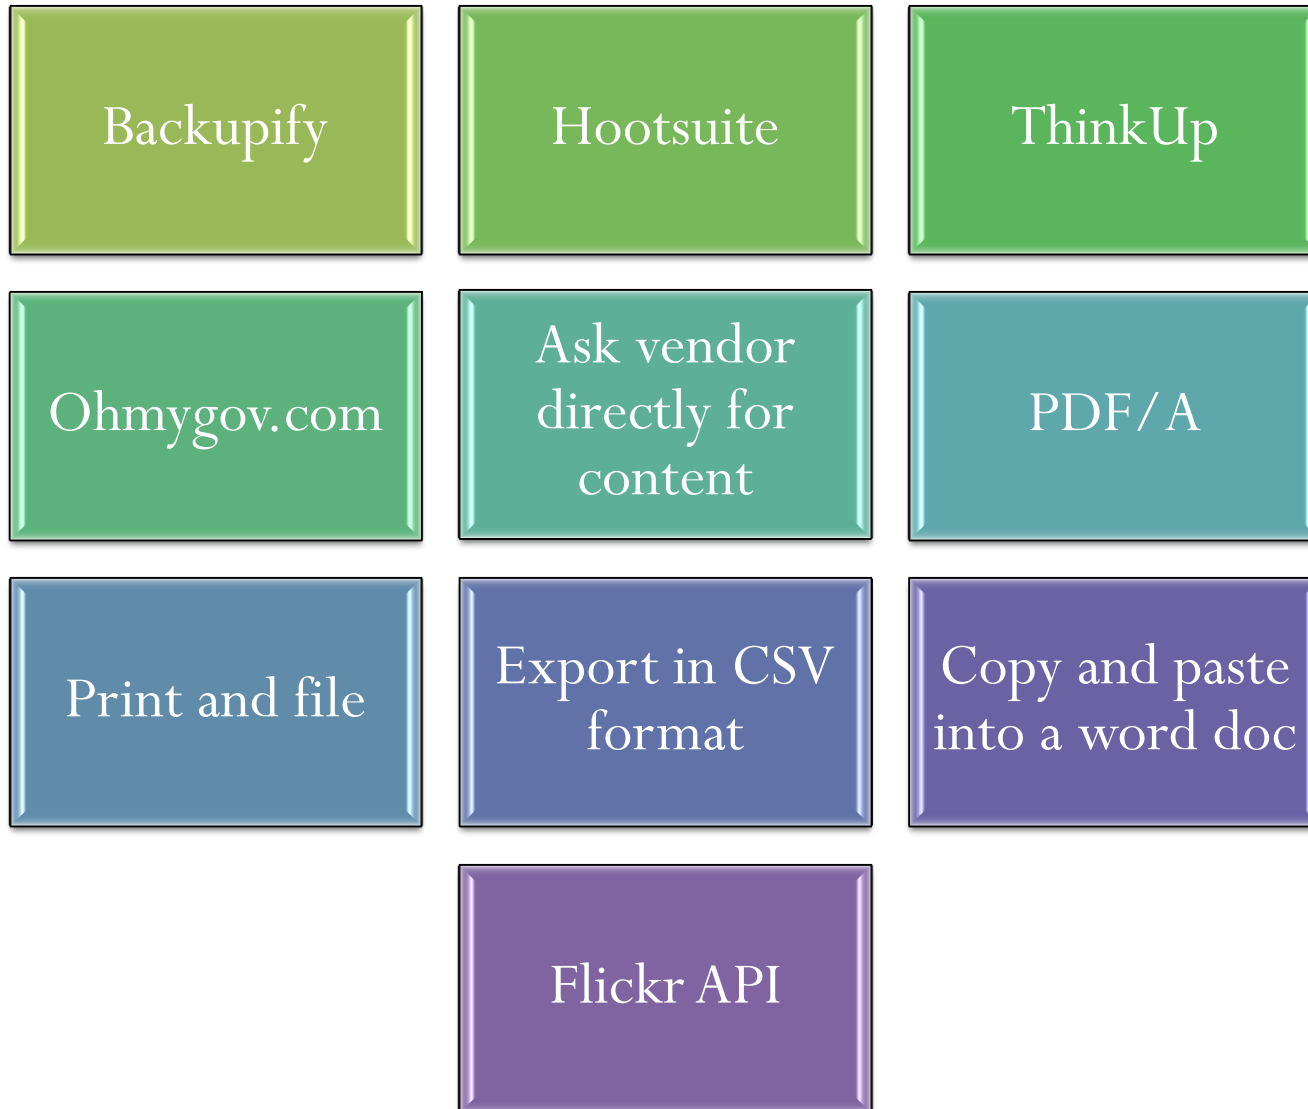 Backupify
Hootsuite
ThinkUp
Ohmygov.com
Ask vendor
directly for
content
PDF/A
Print and file
Export in CSV
format
Copy and paste
into a word doc
Flickr API